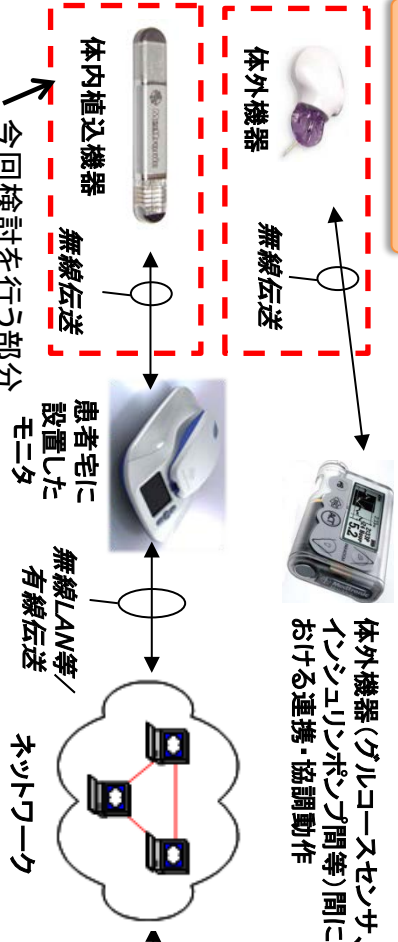 体外機器
無線伝送
体外機器（グルコースセンサ、
インシュリンポンプ間等）間に
おける連携・協調動作
体内植込機器
無線伝送
患者宅に
設置した
モニタ
無線LAN等/
有線伝送
ネットワーク
今回検討を行う部分